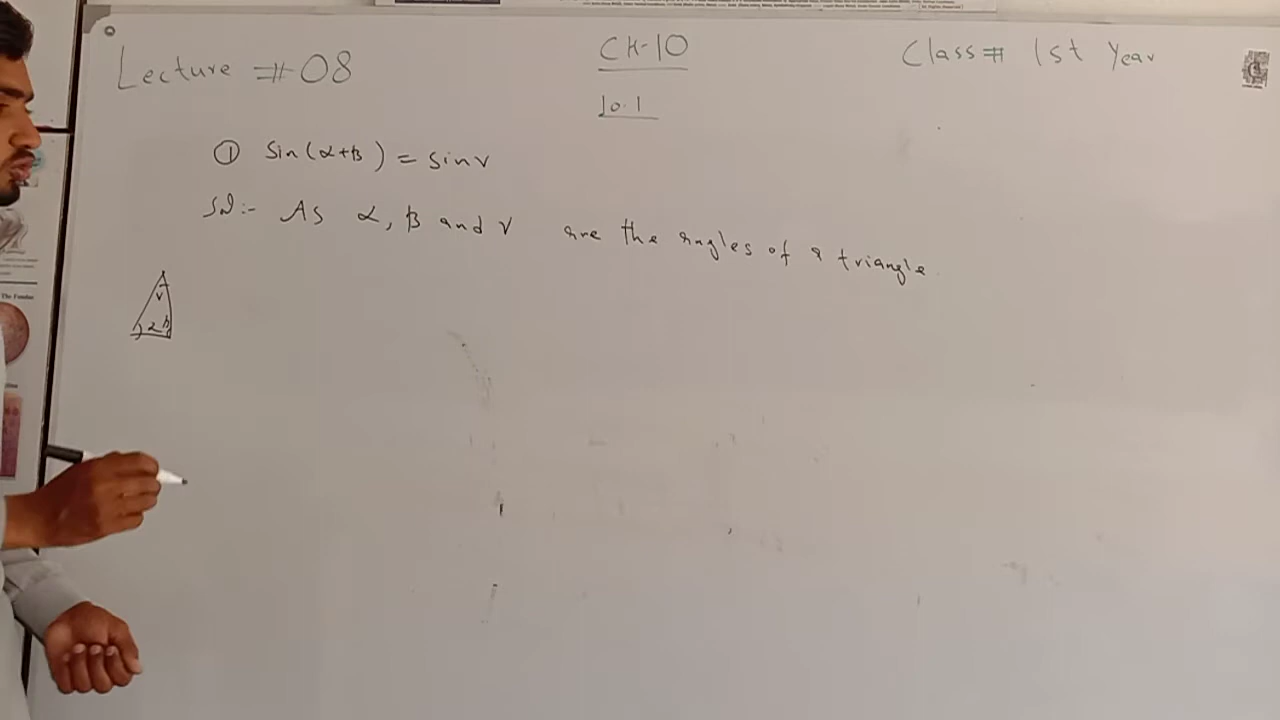 Lecture # 08
CH-10
Class # 1st Year
10.1
① Sin(α+β) = sinγ
Sol:- As α, β and γ are the angles of a triangle.
γ
α β